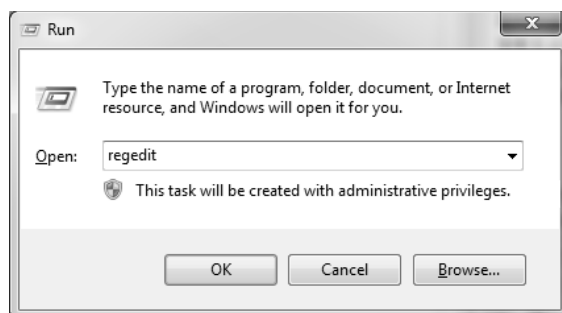 Run
Type the name of a program, folder, document, or Internet
resource, and Windows will open it for you.
Open: regedit
This task will be created with administrative privileges.
OK Cancel Browse...